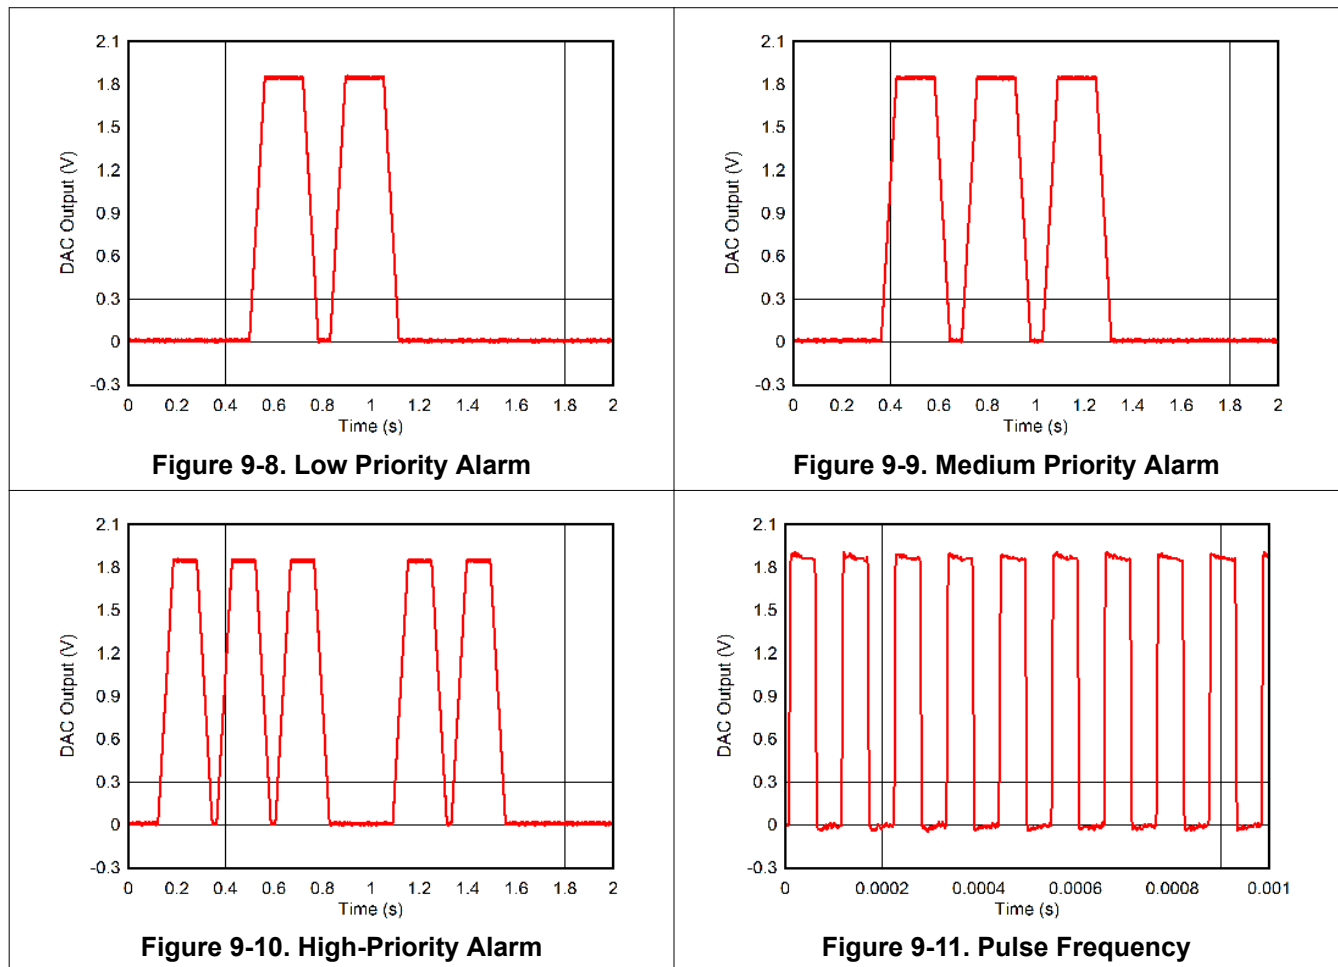 2.1
1.8
1.5
1.2
0.9
0.6
0.3
0
-0.3
DAC Output (V)
0 0.2 0.4 0.6 0.8 1 1.2 1.4 1.6 1.8 2
Time (s)
Figure 9-8. Low Priority Alarm
2.1
1.8
1.5
1.2
0.9
0.6
0.3
0
-0.3
DAC Output (V)
0 0.2 0.4 0.6 0.8 1 1.2 1.4 1.6 1.8 2
Time (s)
Figure 9-9. Medium Priority Alarm
2.1
1.8
1.5
1.2
0.9
0.6
0.3
0
-0.3
DAC Output (V)
0 0.2 0.4 0.6 0.8 1 1.2 1.4 1.6 1.8 2
Time (s)
Figure 9-10. High-Priority Alarm
2.1
1.8
1.5
1.2
0.9
0.6
0.3
0
-0.3
DAC Output (V)
0 0.0002 0.0004 0.0006 0.0008 0.001
Time (s)
Figure 9-11. Pulse Frequency